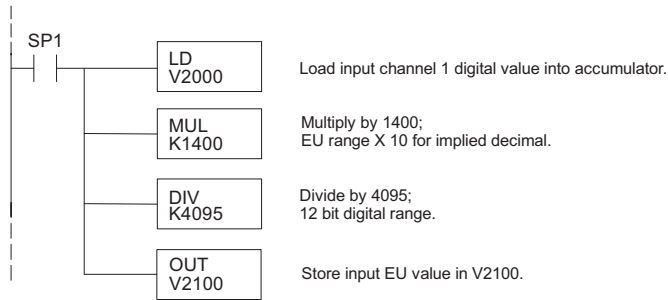 SP1
LD
V2000
Load input channel 1 digital value into accumulator.
MUL
K1400
Multiply by 1400;
EU range X 10 for implied decimal.
DIV
K4095
Divide by 4095;
12 bit digital range.
OUT
V2100
Store input EU value in V2100.